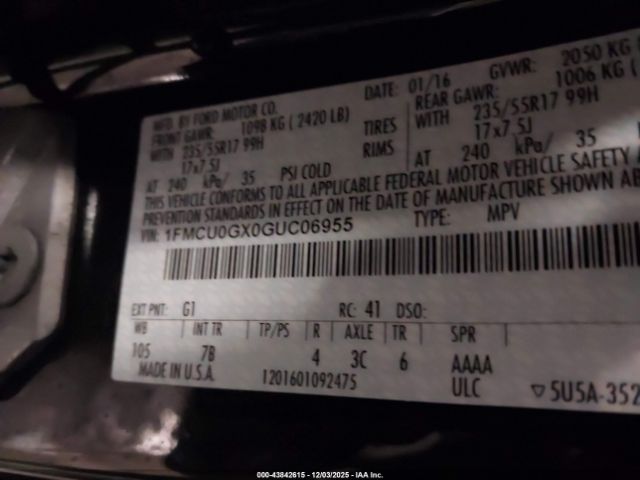 MFD. BY FORD MOTOR CO. DATE: 01/16 GVWR: 2050 KG
FRONT GAWR: 1098 KG ( 2420 LB) REAR GAWR: 1006 KG (
WITH 235/55R17 99H TIRES WITH 235/55R17 99H
17x7.5J RIMS 17x7.5J
AT 240 kPa/ 35 PSI COLD AT 240 kPa/ 35
THIS VEHICLE CONFORMS TO ALL APPLICABLE FEDERAL MOTOR VEHICLE SAFETY
PREVENTION STANDARDS IN EFFECT ON THE DATE OF MANUFACTURE SHOWN
VIN: 1FMCU0GX0GUC06955 TYPE: MPV
EXT PNT: G1 RC: 41 DSO:
WB INT TR TP/PS R AXLE TR SPR
105 7B 4 3C 6 AAAA
MADE IN U.S.A. 1201601092475 ULC 5U5A-352
000-43842615 - 12/03/2025 - IAA Inc.